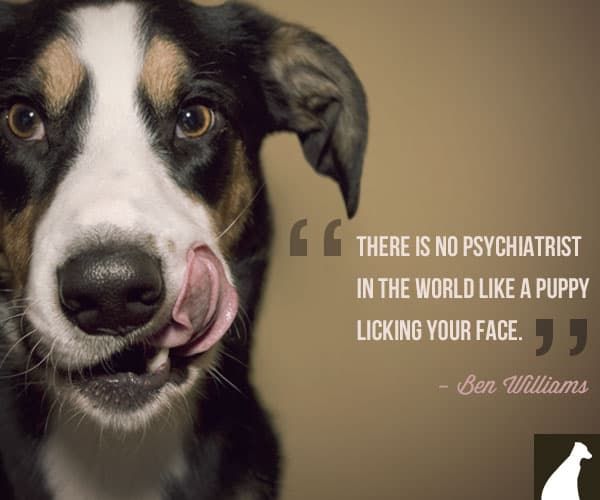 “ THERE IS NO PSYCHIATRIST
IN THE WORLD LIKE A PUPPY
LICKING YOUR FACE. ”
– Ben Williams